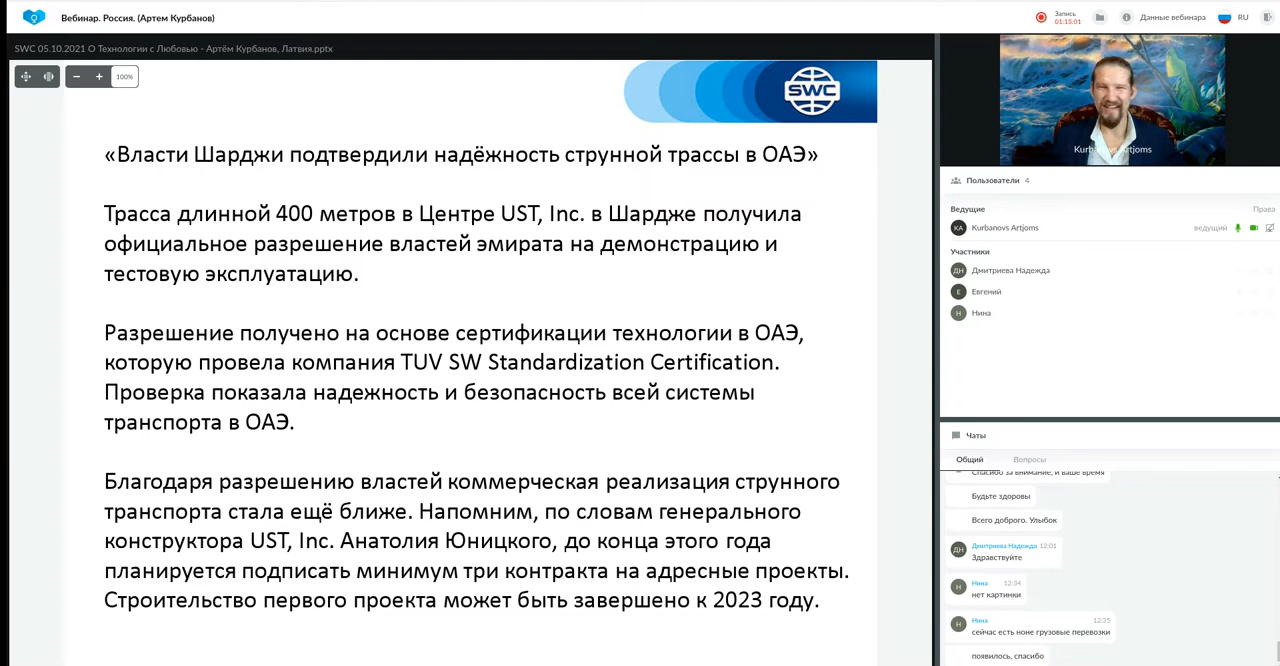 Вебинар. Россия. (Артем Курбанов)
Запись
01:15:01
Данные вебинара
RU
SWC 05.10.2021 О Технологии с Любовью - Артём Курбанов, Латвия.pptx
100%
SWC
«Власти Шарджи подтвердили надёжность струнной трассы в ОАЭ»
Трасса длинной 400 метров в Центре UST, Inc. в Шардже получила
официальное разрешение властей эмирата на демонстрацию и
тестовую эксплуатацию.
Разрешение получено на основе сертификации технологии в ОАЭ,
которую провела компания TUV SW Standardization Certification.
Проверка показала надежность и безопасность всей системы
транспорта в ОАЭ.
Благодаря разрешению властей коммерческая реализация струнного
транспорта стала ещё ближе. Напомним, по словам генерального
конструктора UST, Inc. Анатолия Юницкого, до конца этого года
планируется подписать минимум три контракта на адресные проекты.
Строительство первого проекта может быть завершено к 2023 году.
Kurbanovs Artjoms
Пользователи 4
Ведущие
Права
KA Kurbanovs Artjoms
ведущий
Участники
ДН Дмитриева Надежда
Е Евгений
Н Нина
Чаты
Общий
Вопросы
Спасибо за внимание, и ваше время
Будьте здоровы
Всего доброго. Улыбок
ДН Дмитриева Надежда 12:01
Здравствуйте
Н Нина 12:34
нет картинки
Н Нина 12:35
сейчас есть ноне грузовые перевозки
появилось, спасибо